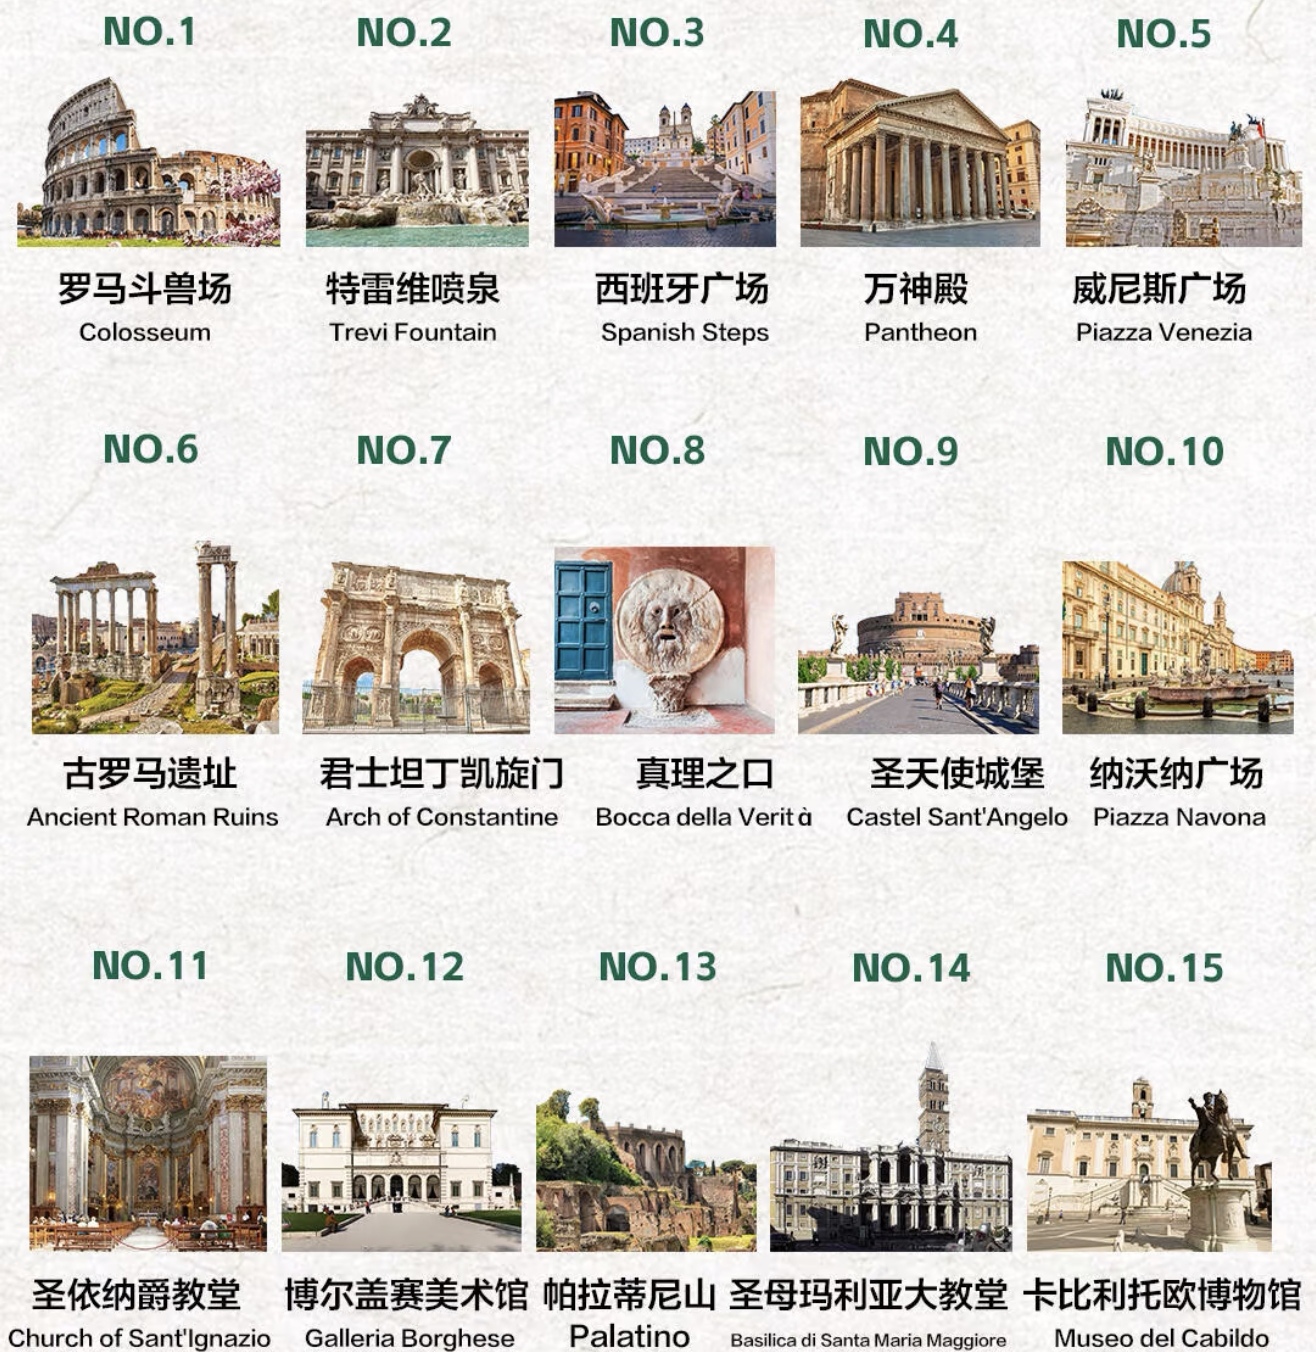 NO.1
NO.2
NO.3
NO.4
NO.5
罗马斗兽场
特雷维喷泉
西班牙广场
万神殿
威尼斯广场
Colosseum
Trevi Fountain
Spanish Steps
Pantheon
Piazza Venezia
NO.6
NO.7
NO.8
NO.9
NO.10
古罗马遗址
君士坦丁凯旋门
真理之口
圣天使城堡
纳沃纳广场
Ancient Roman Ruins
Arch of Constantine
Bocca della Verità
Castel Sant'Angelo
Piazza Navona
NO.11
NO.12
NO.13
NO.14
NO.15
圣依纳爵教堂
博尔盖赛美术馆
帕拉蒂尼山
圣母玛利亚大教堂
卡比利托欧博物馆
Church of Sant'Ignazio
Galleria Borghese
Palatino
Basilica di Santa Maria Maggiore
Museo del Cabildo